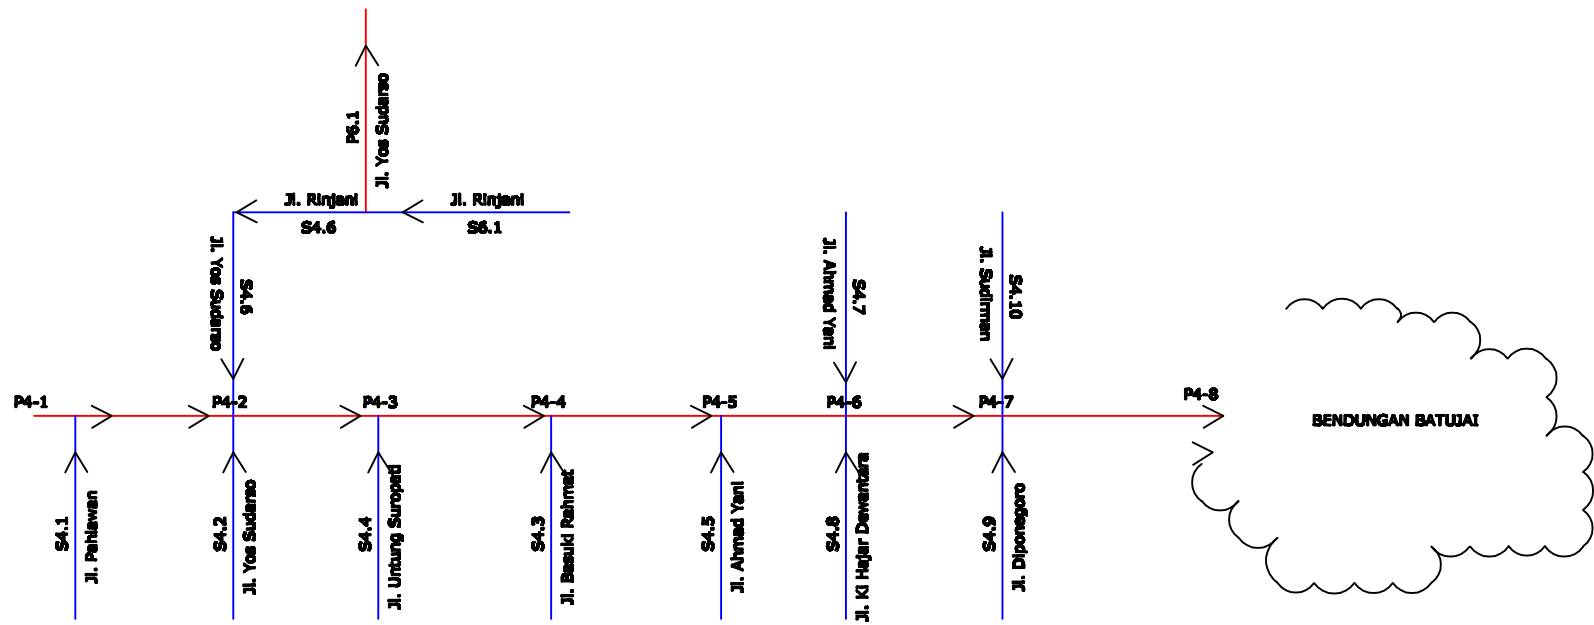 P6.1
Jl. Yos Sudarso
Jl. Rinjani
Jl. Rinjani
S4.6
S6.1
Jl. Yos Sudarso
S4.6
Jl. Ahmad Yani
S4.7
Jl. Sudirman
S4.10
P4-1
P4-2
P4-3
P4-4
P4-5
P4-6
P4-7
P4-8
BENDUNGAN BATUJAI
S4.1
Jl. Pahlawan
S4.2
Jl. Yos Sudarso
S4.4
Jl. Untung Suropati
S4.3
Jl. Basuki Rahmat
S4.5
Jl. Ahmad Yani
S4.8
Jl. Ki Hajar Dewantara
S4.9
Jl. Diponegoro